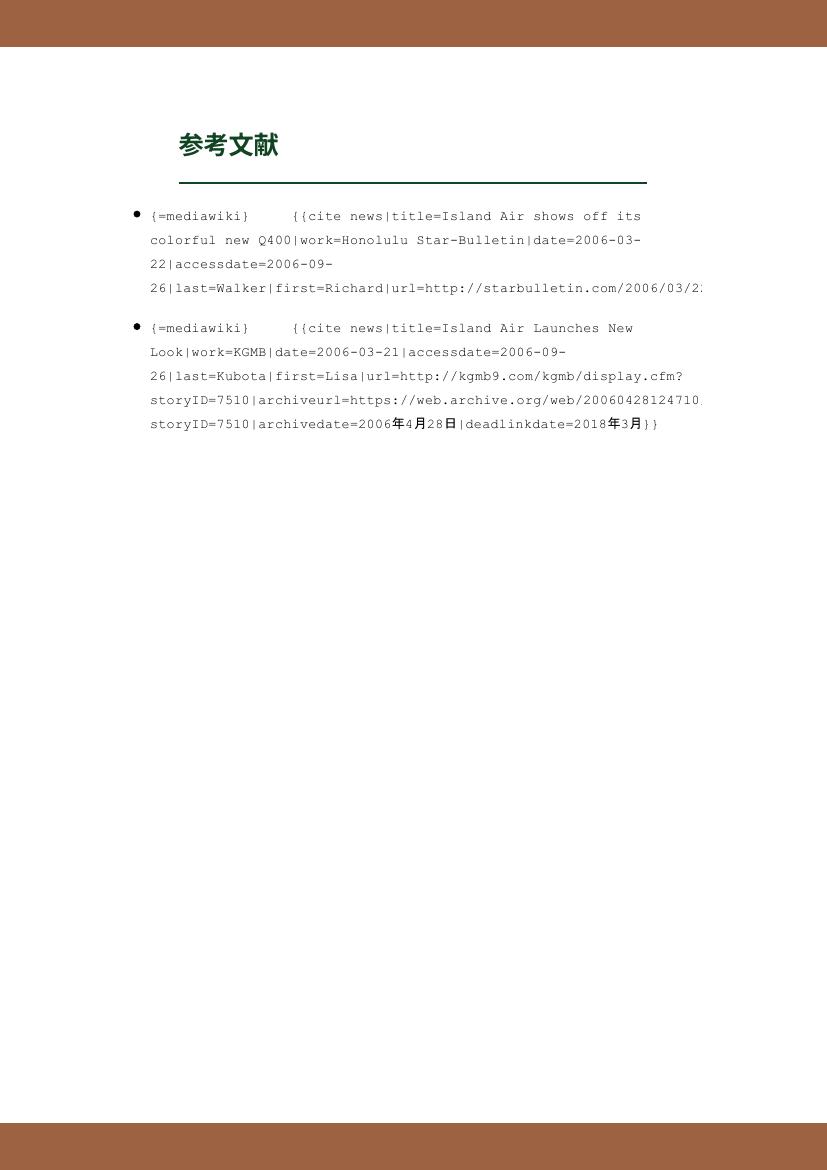 参考文献
{=mediawiki} {{cite news|title=Island Air shows off its
colorful new Q400|work=Honolulu Star-Bulletin|date=2006-03-
22|accessdate=2006-09-
26|last=Walker|first=Richard|url=http://starbulletin.com/2006/03/2
{=mediawiki} {{cite news|title=Island Air Launches New
Look|work=KGMB|date=2006-03-21|accessdate=2006-09-
26|last=Kubota|first=Lisa|url=http://kgmb9.com/kgmb/display.cfm?
storyID=7510|archiveurl=https://web.archive.org/web/20060428124710
storyID=7510|archivedate=2006年4月28日|deadlinkdate=2018年3月}}